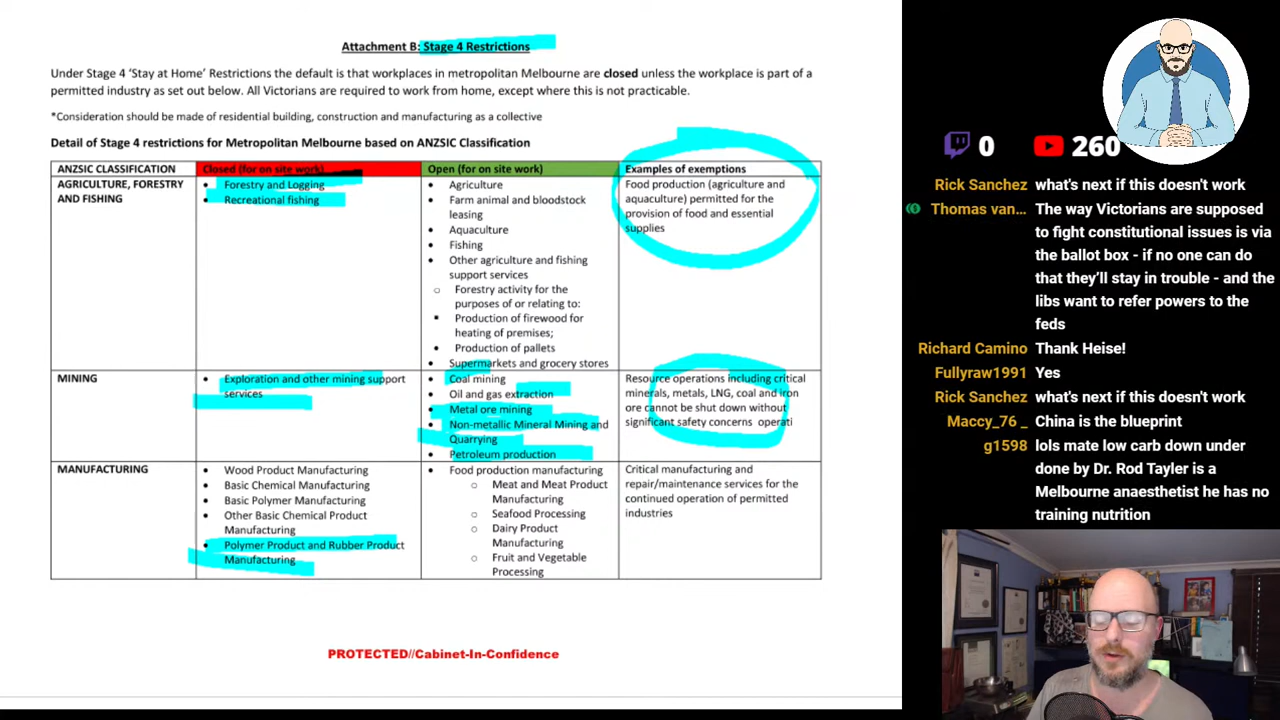 Attachment B: Stage 4 Restrictions
Under Stage 4 ‘Stay at Home’ Restrictions the default is that workplaces in metropolitan Melbourne are closed unless the workplace is part of a
permitted industry as set out below. All Victorians are required to work from home, except where this is not practicable.
*Consideration should be made of residential building, construction and manufacturing as a collective
Detail of Stage 4 restrictions for Metropolitan Melbourne based on ANZSIC Classification
ANZSIC CLASSIFICATION
Closed (for on site work)
Open (for on site work)
Examples of exemptions
AGRICULTURE, FORESTRY
AND FISHING
• Forestry and Logging
• Recreational fishing
• Agriculture
• Farm animal and bloodstock
leasing
• Aquaculture
• Fishing
• Other agriculture and fishing
support services
o Forestry activity for the
purposes of or relating to:
▪ Production of firewood for
heating of premises;
• Production of pallets
• Supermarkets and grocery stores
Food production (agriculture and
aquaculture) permitted for the
provision of food and essential
supplies
MINING
• Exploration and other mining support
services
• Coal mining
• Oil and gas extraction
• Metal ore mining
• Non-metallic Mineral Mining and
Quarrying
• Petroleum production
Resource operations including critical
minerals, metals, LNG, coal and iron
ore cannot be shut down without
significant safety concerns operati
MANUFACTURING
• Wood Product Manufacturing
• Basic Chemical Manufacturing
• Basic Polymer Manufacturing
• Other Basic Chemical Product
Manufacturing
• Polymer Product and Rubber Product
Manufacturing
• Food production manufacturing
o Meat and Meat Product
Manufacturing
o Seafood Processing
o Dairy Product
Manufacturing
o Fruit and Vegetable
Processing
Critical manufacturing and
repair/maintenance services for the
continued operation of permitted
industries
PROTECTED//Cabinet-In-Confidence
0 260
Rick Sanchez what's next if this doesn't work
Thomas van... The way Victorians are supposed
to fight constitutional issues is via
the ballot box - if no one can do
that they’ll stay in trouble - and the
libs want to refer powers to the
feds
Richard Camino Thank Heise!
Fullyraw1991 Yes
Rick Sanchez what's next if this doesn't work
Maccy_76 _ China is the blueprint
g1598 lols mate low carb down under
done by Dr. Rod Tayler is a
Melbourne anaesthetist he has no
training nutrition